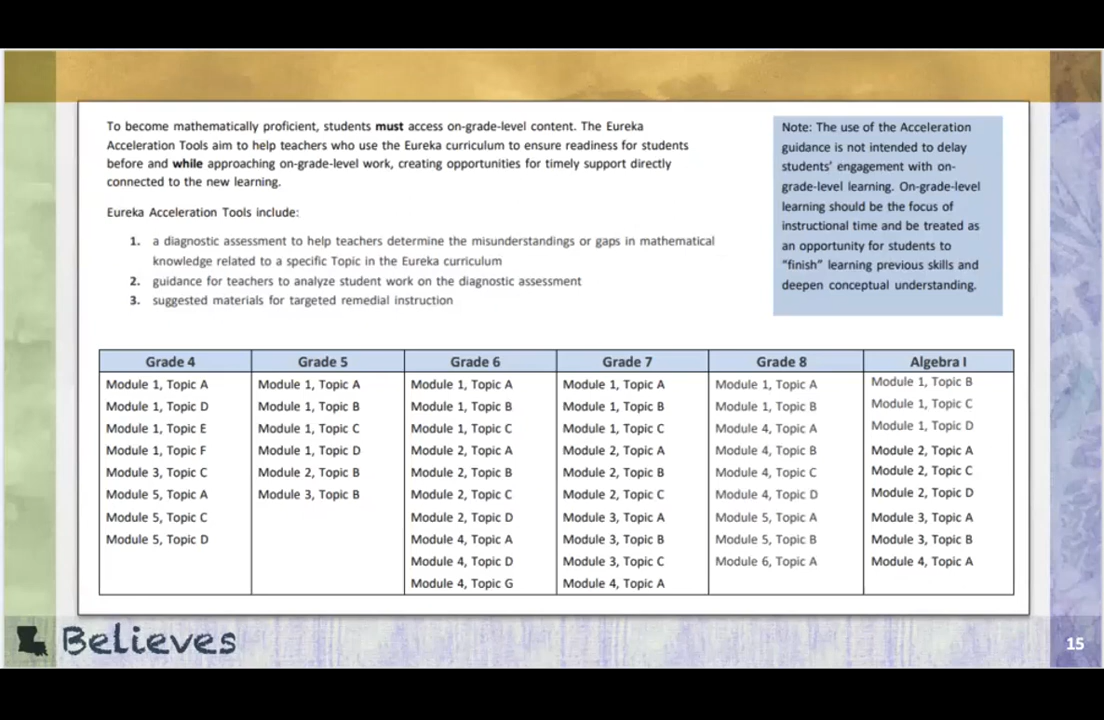 To become mathematically proficient, students must access on-grade-level content. The Eureka
Acceleration Tools aim to help teachers who use the Eureka curriculum to ensure readiness for students
before and while approaching on-grade-level work, creating opportunities for timely support directly
connected to the new learning.
Eureka Acceleration Tools include:
1. a diagnostic assessment to help teachers determine the misunderstandings or gaps in mathematical
knowledge related to a specific Topic in the Eureka curriculum
2. guidance for teachers to analyze student work on the diagnostic assessment
3. suggested materials for targeted remedial instruction
Note: The use of the Acceleration
guidance is not intended to delay
students' engagement with on-
grade-level learning. On-grade-level
learning should be the focus of
instructional time and be treated as
an opportunity for students to
"finish" learning previous skills and
deepen conceptual understanding.
Grade 4 Grade 5 Grade 6 Grade 7 Grade 8 Algebra I
Module 1, Topic A Module 1, Topic A Module 1, Topic A Module 1, Topic A Module 1, Topic A Module 1, Topic B
Module 1, Topic D Module 1, Topic B Module 1, Topic B Module 1, Topic B Module 1, Topic B Module 1, Topic C
Module 1, Topic E Module 1, Topic C Module 1, Topic C Module 1, Topic C Module 4, Topic A Module 1, Topic D
Module 1, Topic F Module 1, Topic D Module 2, Topic A Module 2, Topic A Module 4, Topic B Module 2, Topic A
Module 3, Topic C Module 2, Topic B Module 2, Topic B Module 2, Topic B Module 4, Topic C Module 2, Topic C
Module 5, Topic A Module 3, Topic B Module 2, Topic C Module 2, Topic C Module 4, Topic D Module 2, Topic D
Module 5, Topic C Module 2, Topic D Module 3, Topic A Module 5, Topic A Module 3, Topic A
Module 5, Topic D Module 4, Topic A Module 3, Topic B Module 5, Topic B Module 3, Topic B
Module 4, Topic D Module 3, Topic C Module 6, Topic A Module 4, Topic A
Module 4, Topic G Module 4, Topic A
Believes
15